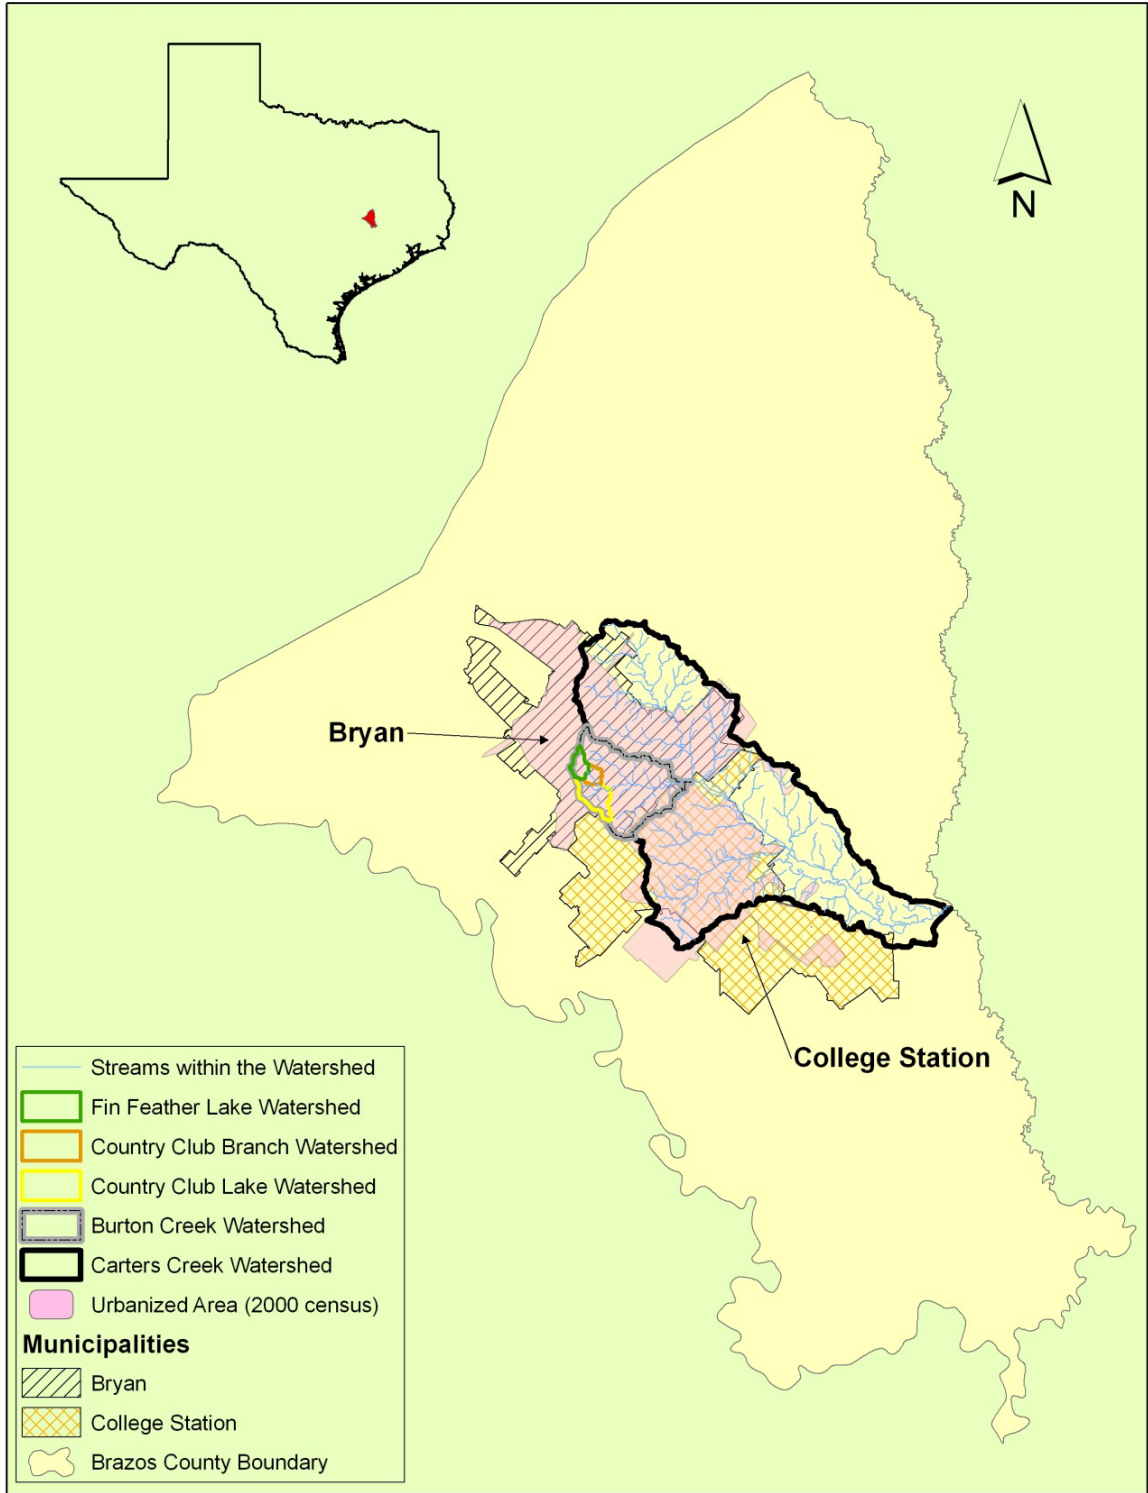 N
Bryan
College Station
Streams within the Watershed
Fin Feather Lake Watershed
Country Club Branch Watershed
Country Club Lake Watershed
Burton Creek Watershed
Carters Creek Watershed
Urbanized Area (2000 census)
Municipalities
Bryan
College Station
Brazos County Boundary